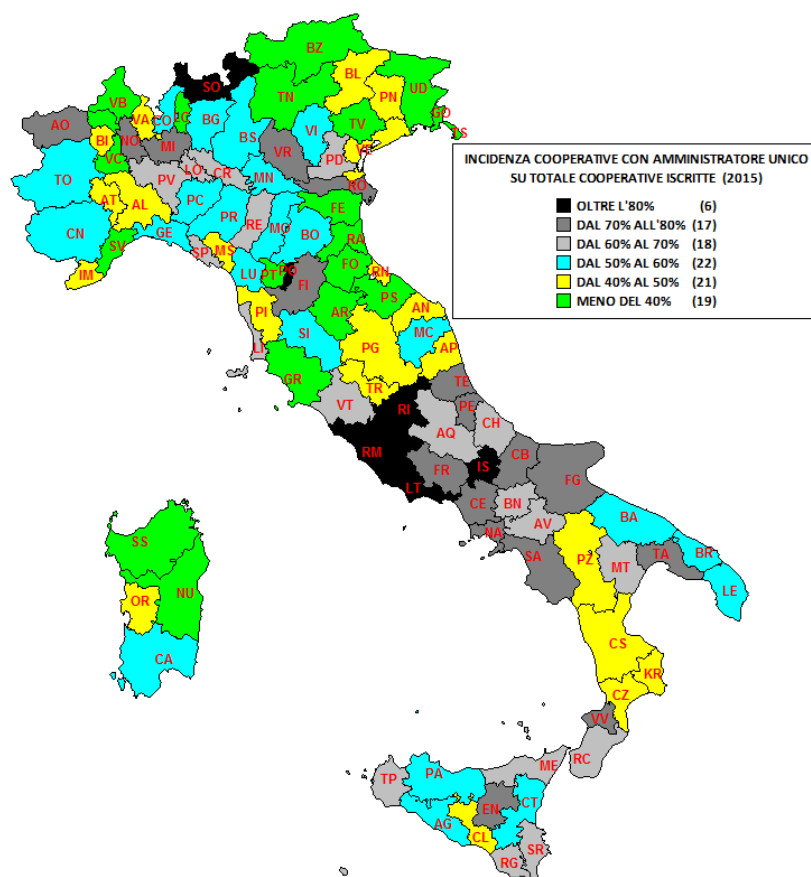 BZ
SO
BL
UD
VB
TN
PN
AO
VA
CO
LC
BG
VI
TV
GO
TS
BI
NO
MI
BS
VR
PD
VE
VC
LO
TO
PV
CR
MN
RO
AT
AL
PC
PR
RE
MO
FE
CN
GE
BO
SV
SP
MS
RA
IM
LU
PT
PO
FI
FO
RN
PS
PI
AR
AN
SI
MC
LI
PG
AP
GR
TR
TE
VT
RI
PE
CH
AQ
RM
CB
FR
IS
FG
LT
CE
BN
AV
BA
NA
SA
PZ
MT
TA
BR
LE
SS
NU
OR
CA
CS
KR
CZ
VV
RC
ME
PA
TP
EN
CT
AG
CL
SR
RG
INCIDENZA COOPERATIVE CON AMMINISTRATORE UNICO
SU TOTALE COOPERATIVE ISCRITTE (2015)
OLTRE L'80% (6)
DAL 70% ALL'80% (17)
DAL 60% AL 70% (18)
DAL 50% AL 60% (22)
DAL 40% AL 50% (21)
MENO DEL 40% (19)